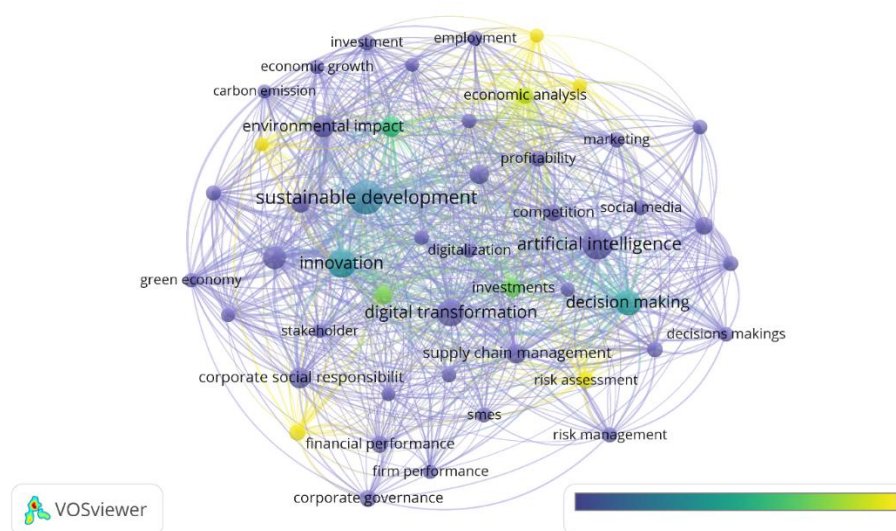 employment
investment
economic growth
carbon emission
economic analysis
environmental impact
marketing
profitability
sustainable development
competition
social media
artificial intelligence
digitalization
innovation
green economy
investments
decision making
digital transformation
stakeholder
decisions makings
supply chain management
corporate social responsibilit
risk assessment
smes
risk management
financial performance
firm performance
corporate governance
VOSviewer